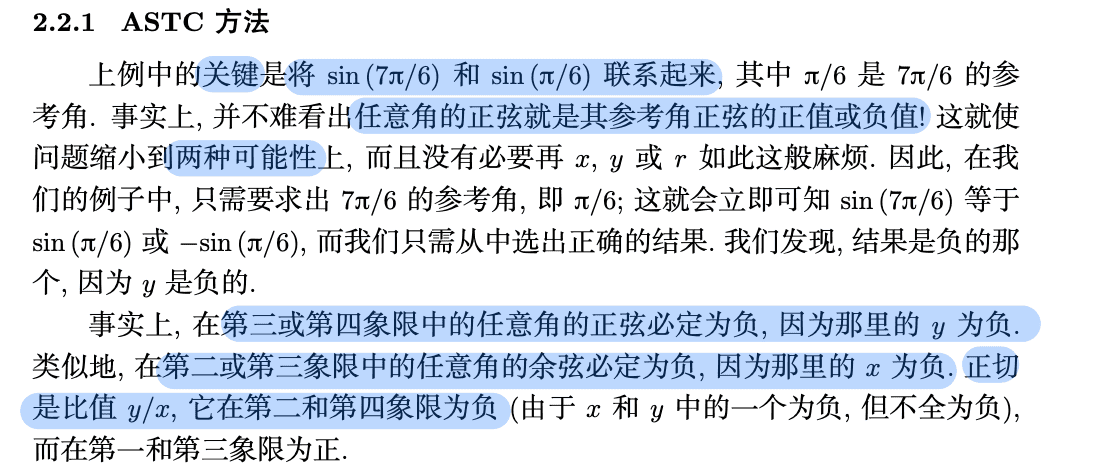 2.2.1 ASTC 方法
上例中的关键是将 sin (7π/6) 和 sin (π/6) 联系起来, 其中 π/6 是 7π/6 的参
考角. 事实上, 并不难看出任意角的正弦就是其参考角正弦的正值或负值! 这就使
问题缩小到两种可能性上, 而且没有必要再 x, y 或 r 如此这般麻烦. 因此, 在我
们的例子中, 只需要求出 7π/6 的参考角, 即 π/6; 这就会立即可知 sin (7π/6) 等于
sin (π/6) 或 −sin (π/6), 而我们只需从中选出正确的结果. 我们发现, 结果是负的那
个, 因为 y 是负的.
事实上, 在第三或第四象限中的任意角的正弦必定为负, 因为那里的 y 为负.
类似地, 在第二或第三象限中的任意角的余弦必定为负, 因为那里的 x 为负. 正切
是比值 y/x, 它在第二和第四象限为负 (由于 x 和 y 中的一个为负, 但不全为负),
而在第一和第三象限为正.